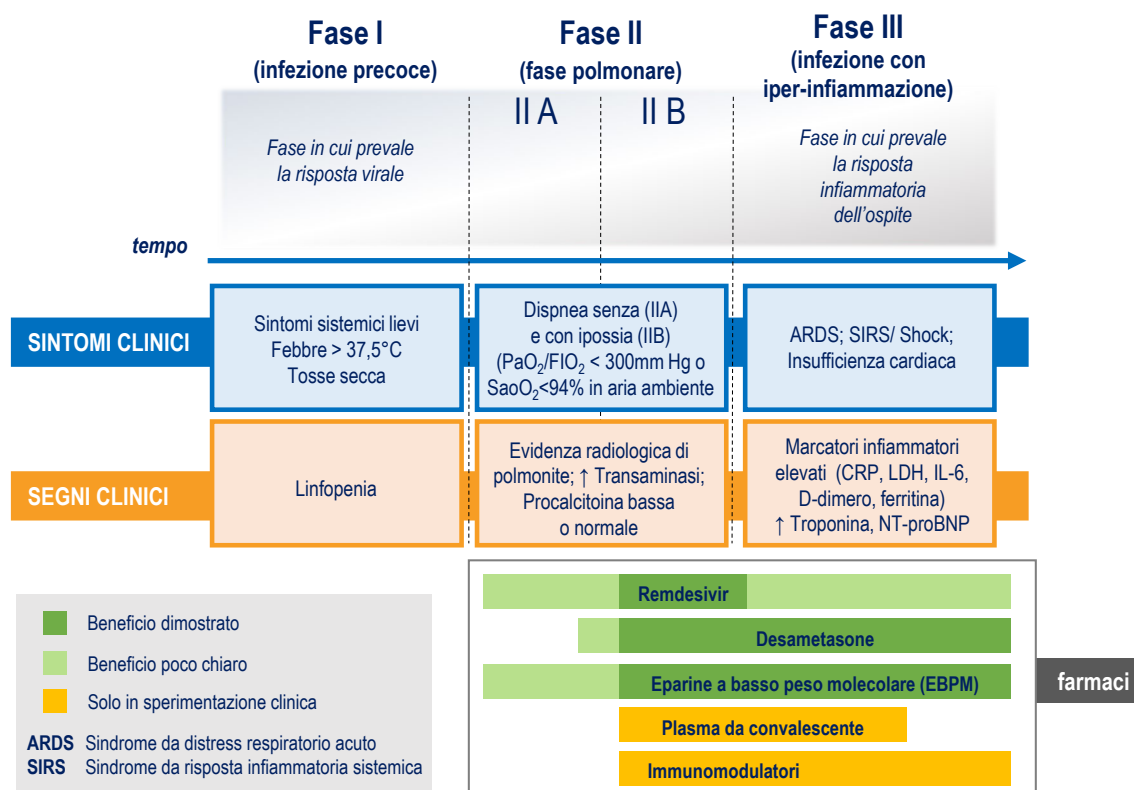 Fase I
(infezione precoce)
Fase II
(fase polmonare)
Fase III
(infezione con
iper-infiammazione)
II A
II B
Fase in cui prevale
la risposta virale
Fase in cui prevale
la risposta
infiammatoria
dell'ospite
tempo
SINTOMI CLINICI
Sintomi sistemici lievi
Febbre > 37,5°C
Tosse secca
Dispnea senza (IIA)
e con ipossia (IIB)
(PaO₂/FIO₂ < 300mm Hg o
SaoO₂<94% in aria ambiente
ARDS; SIRS/ Shock;
Insufficienza cardiaca
SEGNI CLINICI
Linfopenia
Evidenza radiologica di
polmonite; ↑ Transaminasi;
Procalcitoina bassa
o normale
Marcatori infiammatori
elevati (CRP, LDH, IL-6,
D-dimero, ferritina)
↑ Troponina, NT-proBNP
Beneficio dimostrato
Beneficio poco chiaro
Solo in sperimentazione clinica
ARDS Sindrome da distress respiratorio acuto
SIRS Sindrome da risposta infiammatoria sistemica
Remdesivir
Desametasone
Eparine a basso peso molecolare (EBPM)
Plasma da convalescente
Immunomodulatori
farmaci